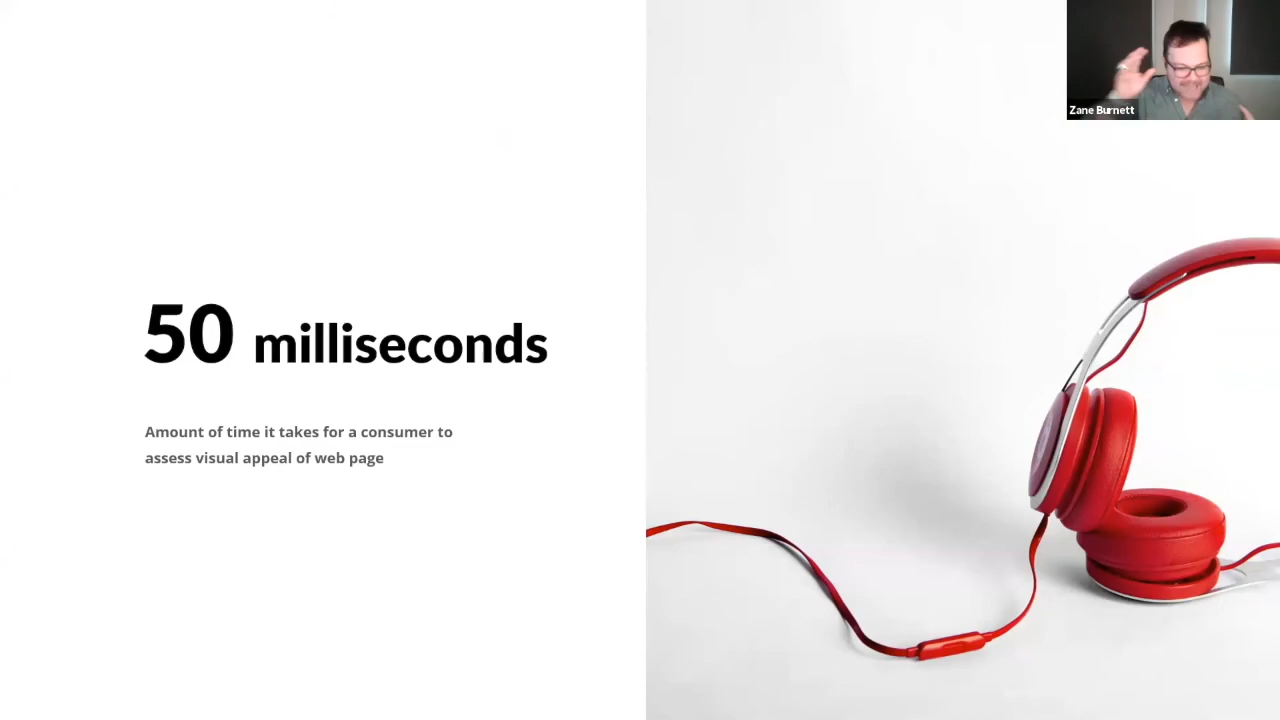 Zane Burnett
50 milliseconds
Amount of time it takes for a consumer to
assess visual appeal of web page